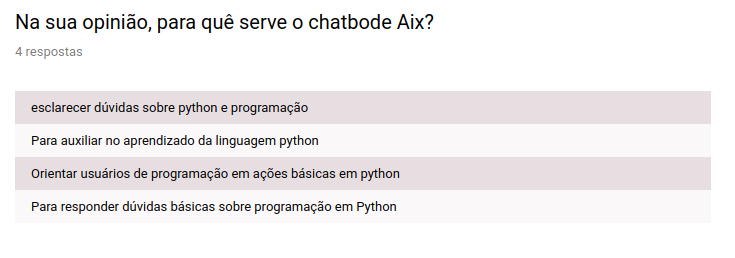 Na sua opinião, para quê serve o chatbode Aix?
4 respostas
esclarecer dúvidas sobre python e programação
Para auxiliar no aprendizado da linguagem python
Orientar usuários de programação em ações básicas em python
Para responder dúvidas básicas sobre programação em Python